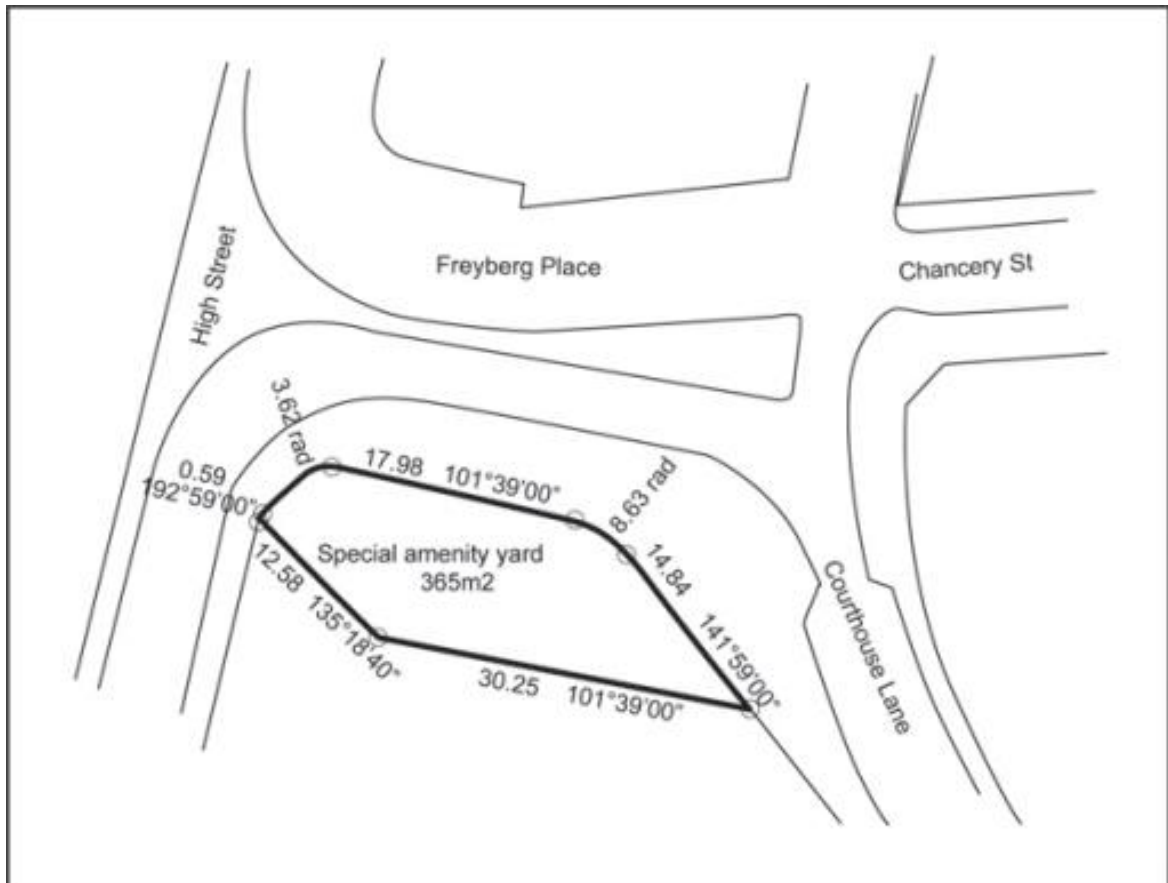 High Street
Freyberg Place
Chancery St
3.62 rad
17.98
101°39'00"
8.63 rad
0.59
192°59'00"
Special amenity yard
365m2
14.84
141°59'00"
12.58
135°18'40"
30.25
101°39'00"
Courthouse Lane